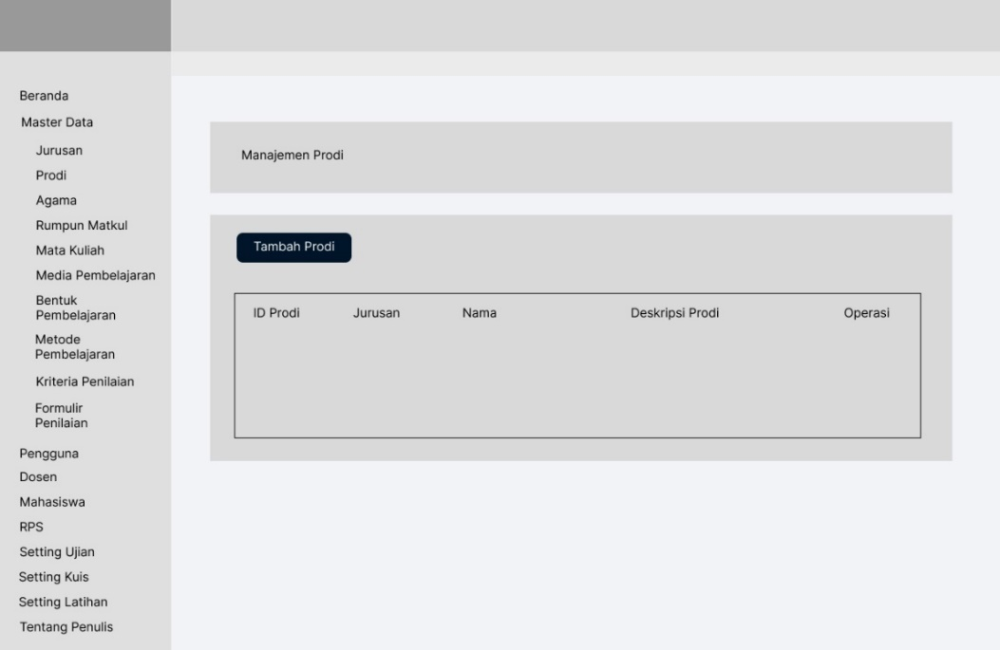 Beranda
Master Data
Jurusan
Prodi
Agama
Rumpun Matkul
Mata Kuliah
Media Pembelajaran
Bentuk
Pembelajaran
Metode
Pembelajaran
Kriteria Penilaian
Formulir
Penilaian
Pengguna
Dosen
Mahasiswa
RPS
Setting Ujian
Setting Kuis
Setting Latihan
Tentang Penulis
Manajemen Prodi
Tambah Prodi
ID Prodi Jurusan Nama Deskripsi Prodi Operasi